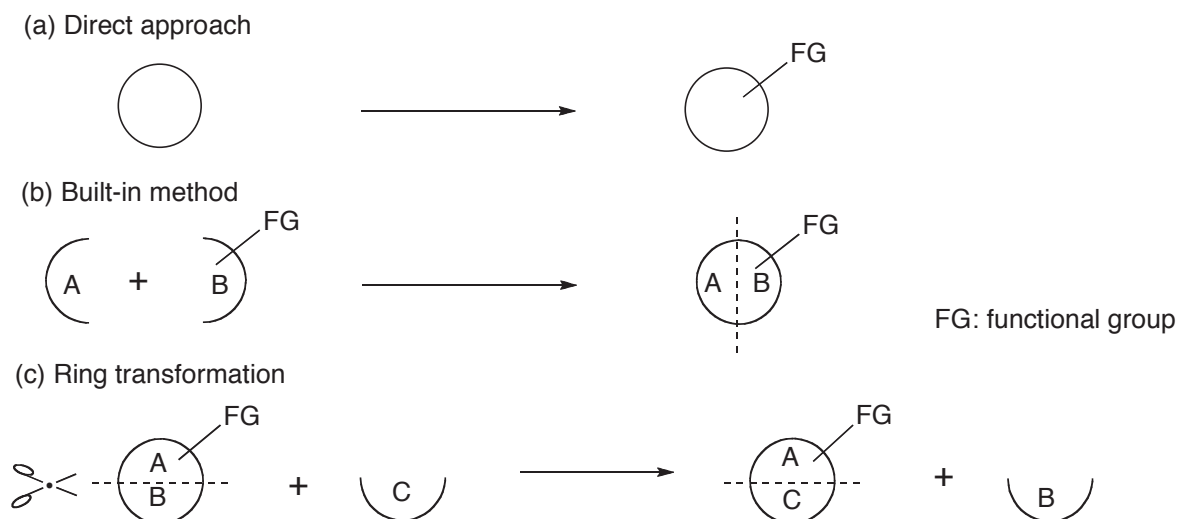 (a) Direct approach
FG
(b) Built-in method
FG
FG
A + B
A B
FG: functional group
(c) Ring transformation
FG
FG
A
B
+
C
A
C
+
B